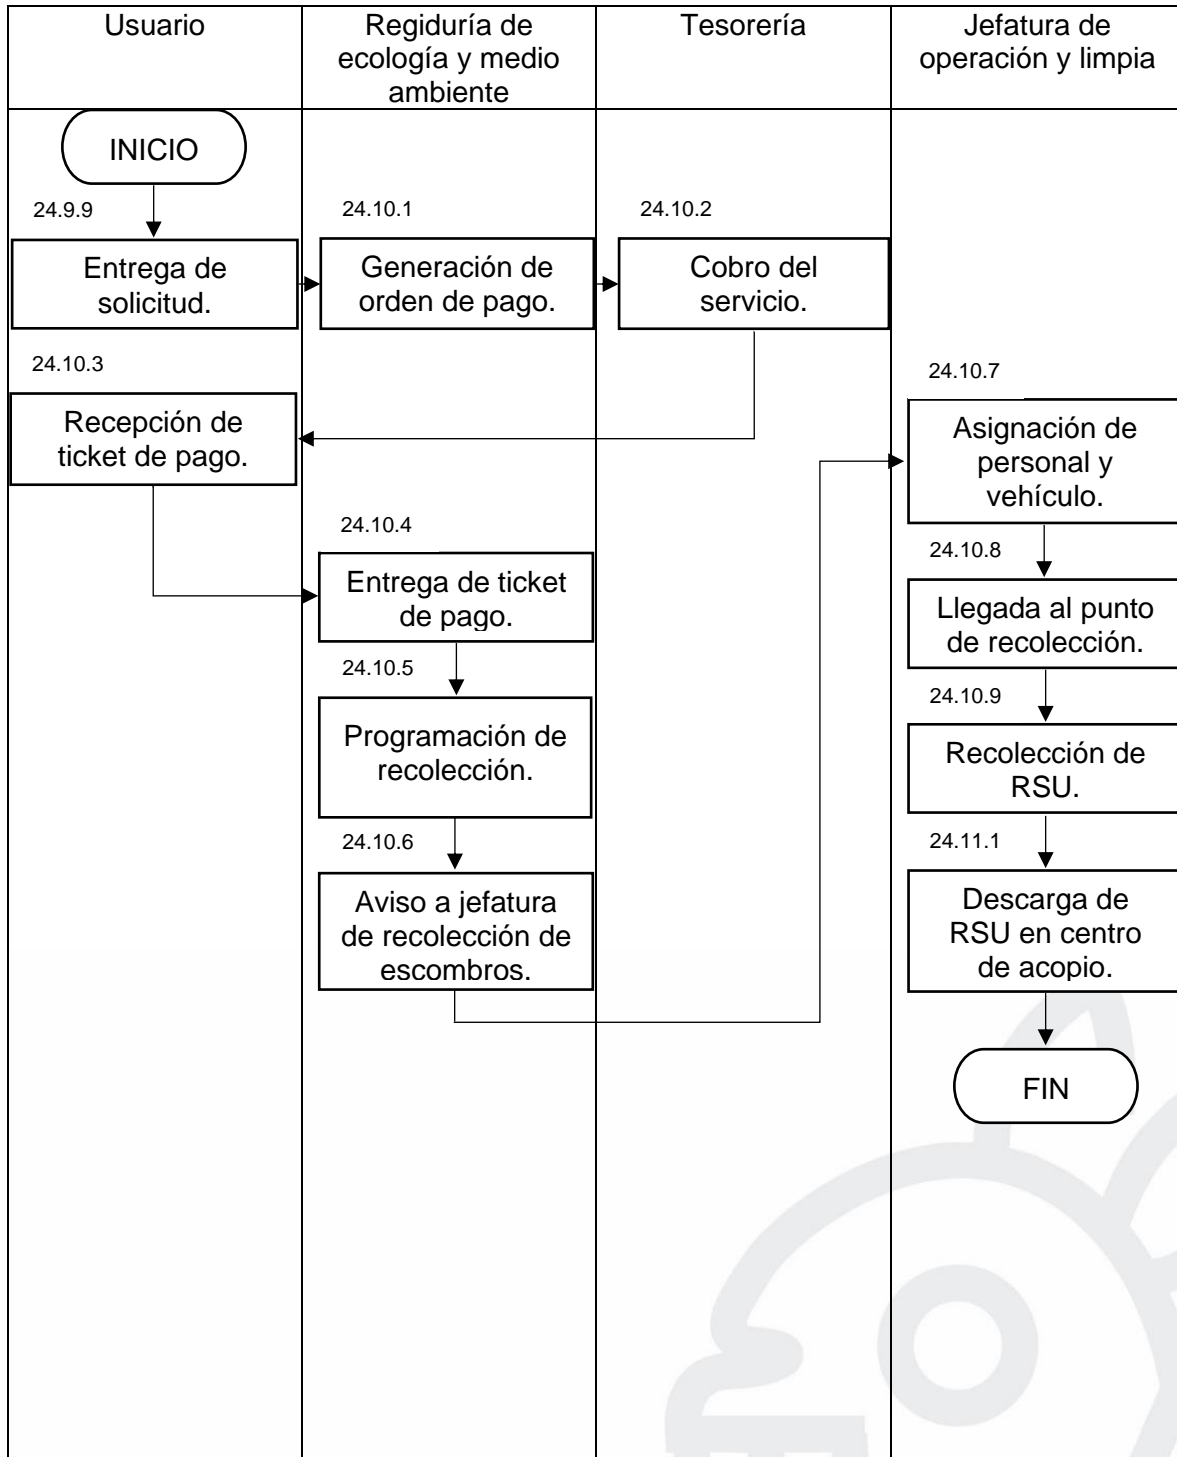 Usuario
Regiduría de
ecología y medio
ambiente
Tesorería
Jefatura de
operación y limpia
INICIO
24.9.9
Entrega de
solicitud.
24.10.1
Generación de
orden de pago.
24.10.2
Cobro del
servicio.
24.10.3
Recepción de
ticket de pago.
24.10.4
Entrega de ticket
de pago.
24.10.5
Programación de
recolección.
24.10.6
Aviso a jefatura
de recolección de
escombros.
24.10.7
Asignación de
personal y
vehículo.
24.10.8
Llegada al punto
de recolección.
24.10.9
Recolección de
RSU.
24.11.1
Descarga de
RSU en centro
de acopio.
FIN